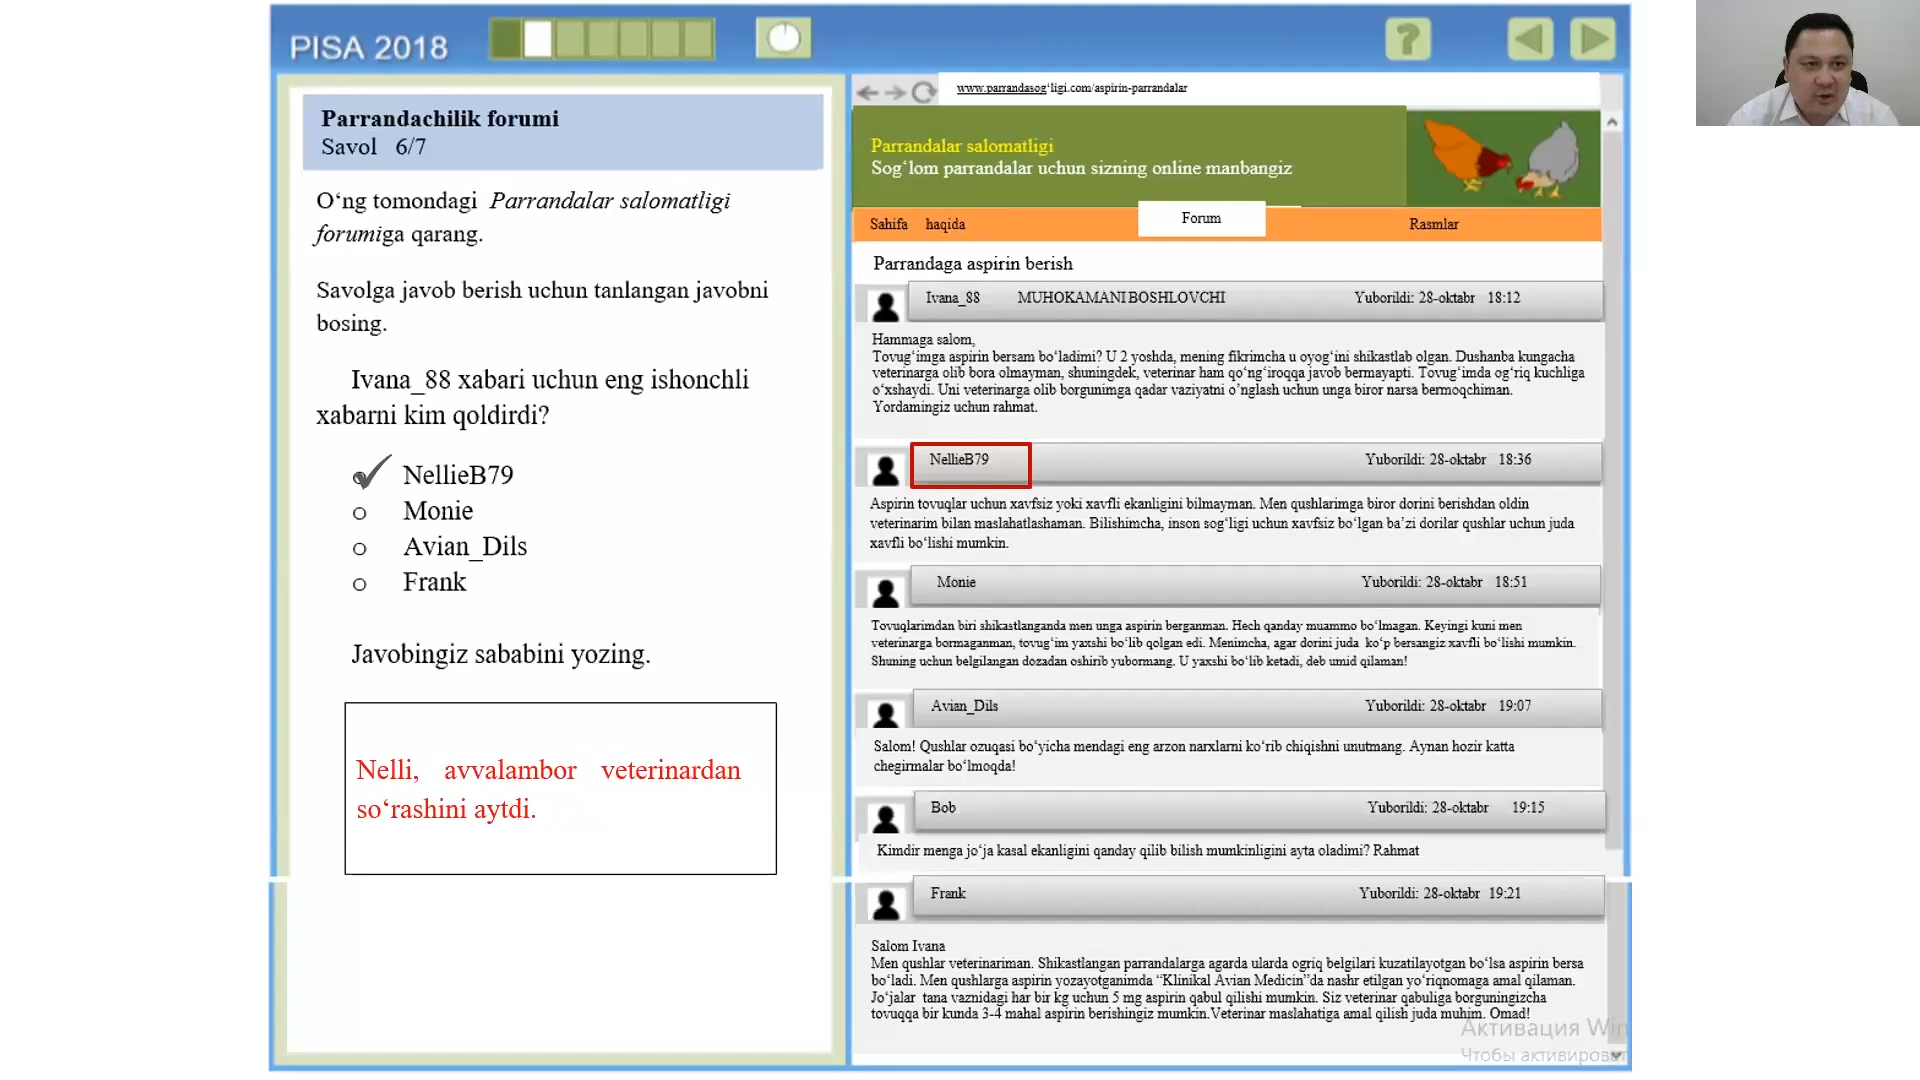 PISA 2018
?
Parrandachilik forumi
Savol 6/7
O‘ng tomondagi Parrandalar salomatligi
forumiga qarang.
Savolga javob berish uchun tanlangan javobni
bosing.
Ivana_88 xabari uchun eng ishonchli
xabarni kim qoldirdi?
NellieB79
Monie
Avian_Dils
Frank
Javobingiz sababini yozing.
Nelli, avvalambor veterinardan
so‘rashini aytdi.
www.parrandasog‘ligi.com/aspirin-parrandalar
Parrandalar salomatligi
Sog‘lom parrandalar uchun sizning online manbangiz
Sahifa haqida Forum Rasmlar
Parrandaga aspirin berish
Ivana_88 MUHOKAMANI BOSHLOVCHI Yuborildi: 28-oktabr 18:12
Hammaga salom,
Tovug‘imga aspirin bersam bo‘ladimi? U 2 yoshda, mening fikrimcha u oyog‘ini shikastlab olgan. Dushanba kungacha
veterinarga olib bora olmayman, shuningdek, veterinar ham qo‘ng‘iroqqa javob bermayapti. Tovug‘imda og‘riq kuchliga
o‘xshaydi. Uni veterinarga olib borgunimga qadar vaziyatni o’nglash uchun unga biror narsa bermoqchiman.
Yordamingiz uchun rahmat.
NellieB79 Yuborildi: 28-oktabr 18:36
Aspirin tovuqlar uchun xavfsiz yoki xavfli ekanligini bilmayman. Men qushlarimga biror dorini berishdan oldin
veterinarim bilan maslahatlashaman. Bilishimcha, inson sog‘ligi uchun xavfsiz bo‘lgan ba’zi dorilar qushlar uchun juda
xavfli bo‘lishi mumkin.
Monie Yuborildi: 28-oktabr 18:51
Tovuqlarimdan biri shikastlanganda men unga aspirin berganman. Hech qanday muammo bo‘lmagan. Keyingi kuni men
veterinarga bormaganman, tovug‘im yaxshi bo‘lib qolgan edi. Menimcha, agar dorini juda ko‘p bersangiz xavfli bo‘lishi mumkin.
Shuning uchun belgilangan dozadan oshirib yubormang. U yaxshi bo‘lib ketadi, deb umid qilaman!
Avian_Dils Yuborildi: 28-oktabr 19:07
Salom! Qushlar ozuqasi bo‘yicha mendagi eng arzon narxlarni ko‘rib chiqishni unutmang. Aynan hozir katta
chegirmalar bo‘lmoqda!
Bob Yuborildi: 28-oktabr 19:15
Kimdir menga jo‘ja kasal ekanligini qanday qilib bilish mumkinligini ayta oladimi? Rahmat
Frank Yuborildi: 28-oktabr 19:21
Salom Ivana
Men qushlar veterinariman. Shikastlangan parrandalarga agarda ularda ogriq belgilari kuzatilayotgan bo‘lsa aspirin bersa
bo‘ladi. Men qushlarga aspirin yozayotganimda “Klinikal Avian Medicin”da nashr etilgan yo‘riqnomaga amal qilaman.
Jo‘jalar tana vaznidagi har bir kg uchun 5 mg aspirin qabul qilishi mumkin. Siz veterinar qabuliga borguningizcha
tovuqqa bir kunda 3-4 mahal aspirin berishingiz mumkin.Veterinar maslahatiga amal qilish juda muhim. Omad!
Активация Win
Чтобы активировать